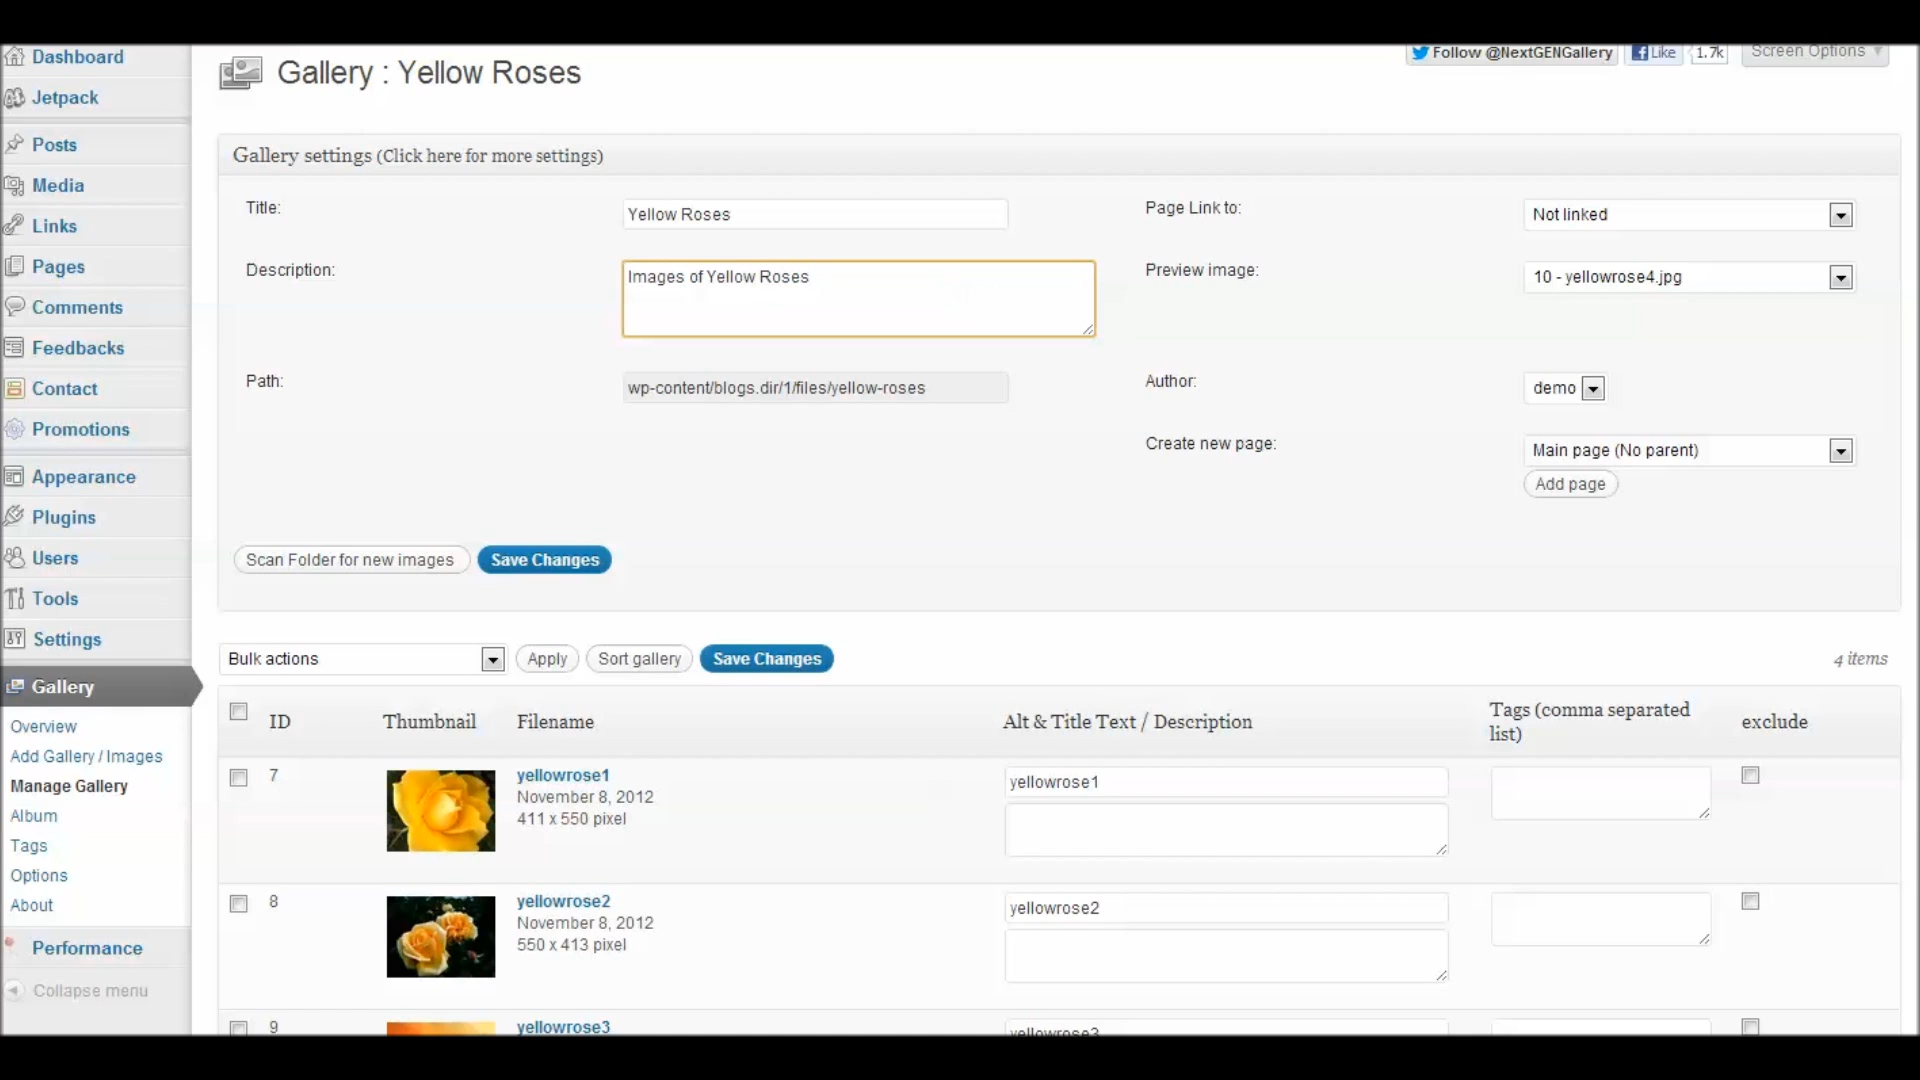 Dashboard
Jetpack
Posts
Media
Links
Pages
Comments
Feedbacks
Contact
Promotions
Appearance
Plugins
Users
Tools
Settings
Gallery
Overview
Add Gallery / Images
Manage Gallery
Album
Tags
Options
About
Performance
Collapse menu
Gallery : Yellow Roses
Follow @NextGENGallery
Like
1.7k
Screen Options
Gallery settings (Click here for more settings)
Title:
Yellow Roses
Page Link to:
Not linked
Description:
Images of Yellow Roses
Preview image:
10 - yellowrose4.jpg
Path:
wp-content/blogs.dir/1/files/yellow-roses
Author:
demo
Create new page:
Main page (No parent)
Add page
Scan Folder for new images
Save Changes
Bulk actions
Apply
Sort gallery
Save Changes
4 items
ID
Thumbnail
Filename
Alt & Title Text / Description
Tags (comma separated
list)
exclude
7
yellowrose1
November 8, 2012
411 x 550 pixel
yellowrose1
8
yellowrose2
November 8, 2012
550 x 413 pixel
yellowrose2
9
yellowrose3
yellowrose3